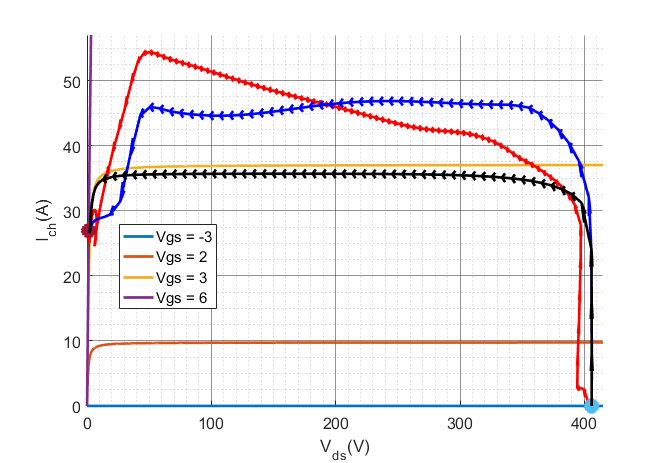 50
40
30
20
10
0
I_ch(A)
Vgs = -3
Vgs = 2
Vgs = 3
Vgs = 6
0
100
200
300
400
V_ds(V)